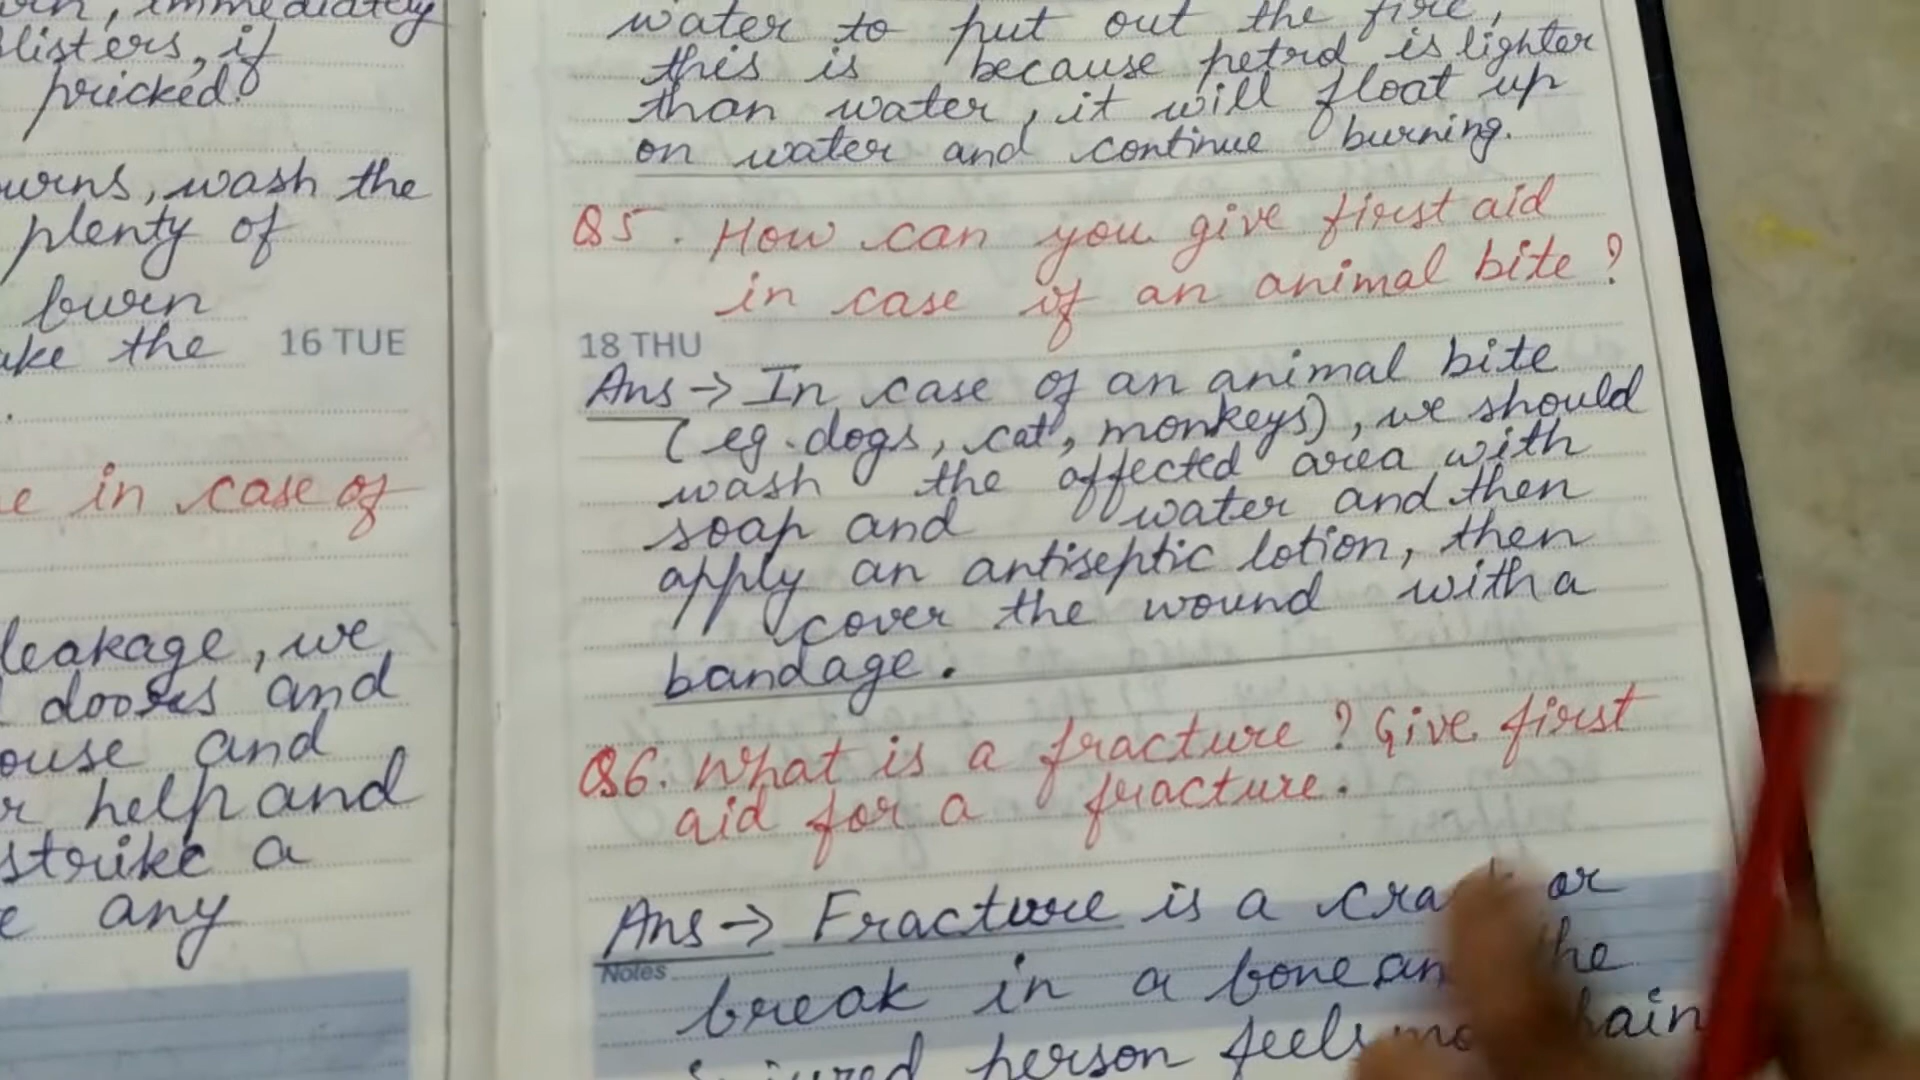 immediately
blisters, if
pricked.
burns, wash the
plenty of
burn
the
16 TUE
in case of
leakage, we
doors and
and
help and
strike a
any
water to put out the fire,
this is because petrol is lighter
than water, it will float up
on water and continue burning.
Q5. How can you give first aid
in case of an animal bite?
18 THU
Ans → In case of an animal bite
(eg. dogs, cat, monkeys), we should
wash the affected area with
soap and water and then
apply an antiseptic lotion, then
cover the wound with a
bandage.
Q6. What is a fracture? Give first
aid for a fracture.
Ans → Fracture is a crack or
Notes
break in a bone and the
injured person feels pain